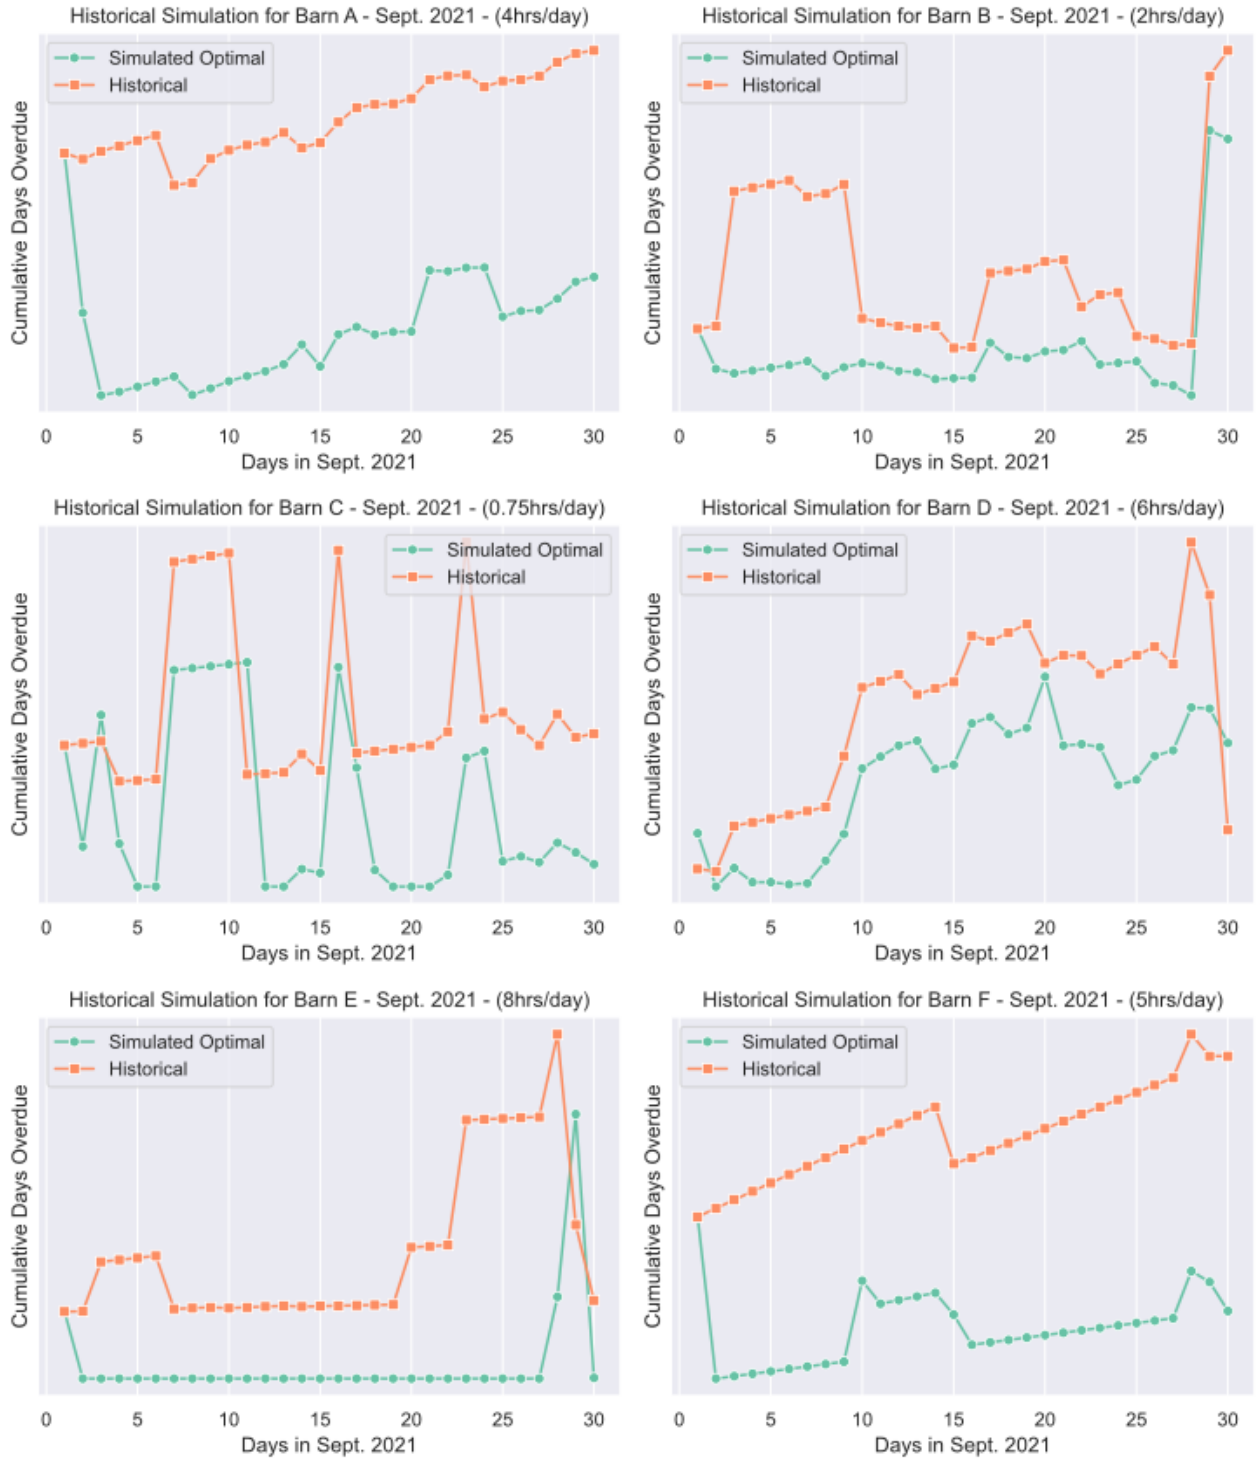 Historical Simulation for Barn A - Sept. 2021 - (4hrs/day)
Simulated Optimal
Historical
Cumulative Days Overdue
0 5 10 15 20 25 30
Days in Sept. 2021
Historical Simulation for Barn B - Sept. 2021 - (2hrs/day)
Simulated Optimal
Historical
Cumulative Days Overdue
0 5 10 15 20 25 30
Days in Sept. 2021
Historical Simulation for Barn C - Sept. 2021 - (0.75hrs/day)
Simulated Optimal
Historical
Cumulative Days Overdue
0 5 10 15 20 25 30
Days in Sept. 2021
Historical Simulation for Barn D - Sept. 2021 - (6hrs/day)
Simulated Optimal
Historical
Cumulative Days Overdue
0 5 10 15 20 25 30
Days in Sept. 2021
Historical Simulation for Barn E - Sept. 2021 - (8hrs/day)
Simulated Optimal
Historical
Cumulative Days Overdue
0 5 10 15 20 25 30
Days in Sept. 2021
Historical Simulation for Barn F - Sept. 2021 - (5hrs/day)
Simulated Optimal
Historical
Cumulative Days Overdue
0 5 10 15 20 25 30
Days in Sept. 2021